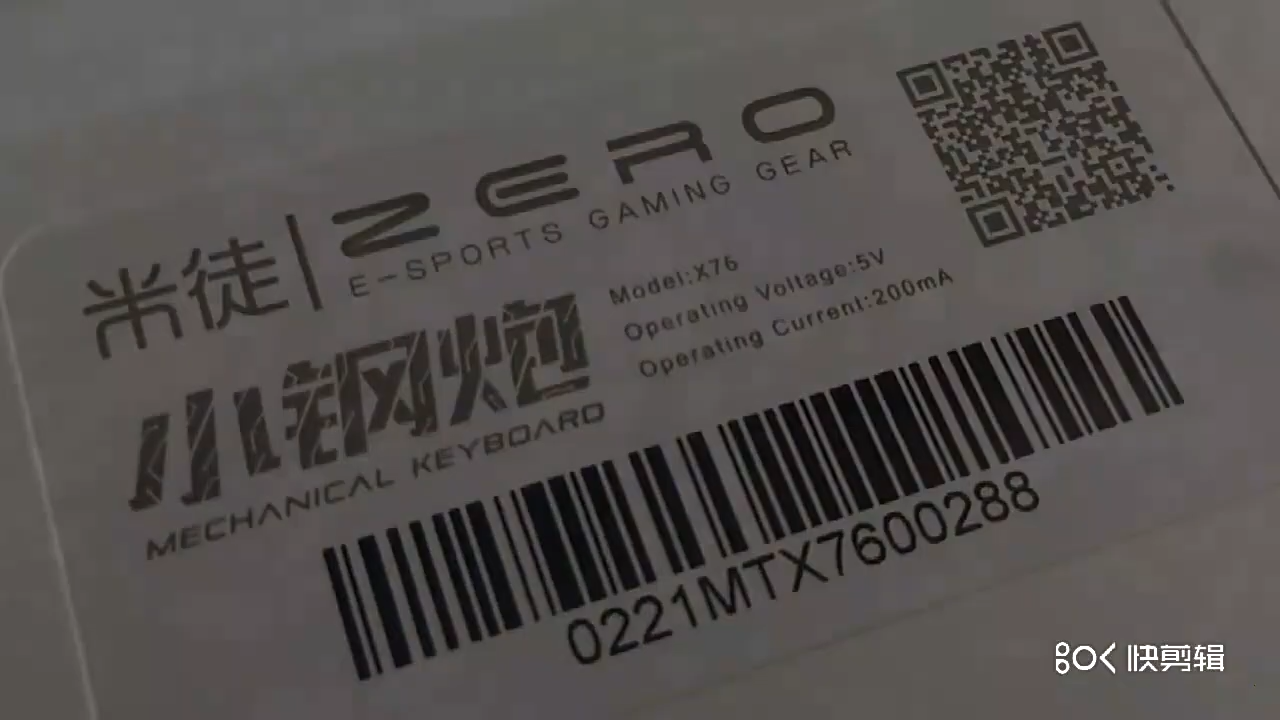 米徒 | ZERO
E-SPORTS GAMING GEAR
小钢炮
MECHANICAL KEYBOARD
Model:X76
Operating Voltage:5V
Operating Current:200mA
0221MTX7600288
快剪辑